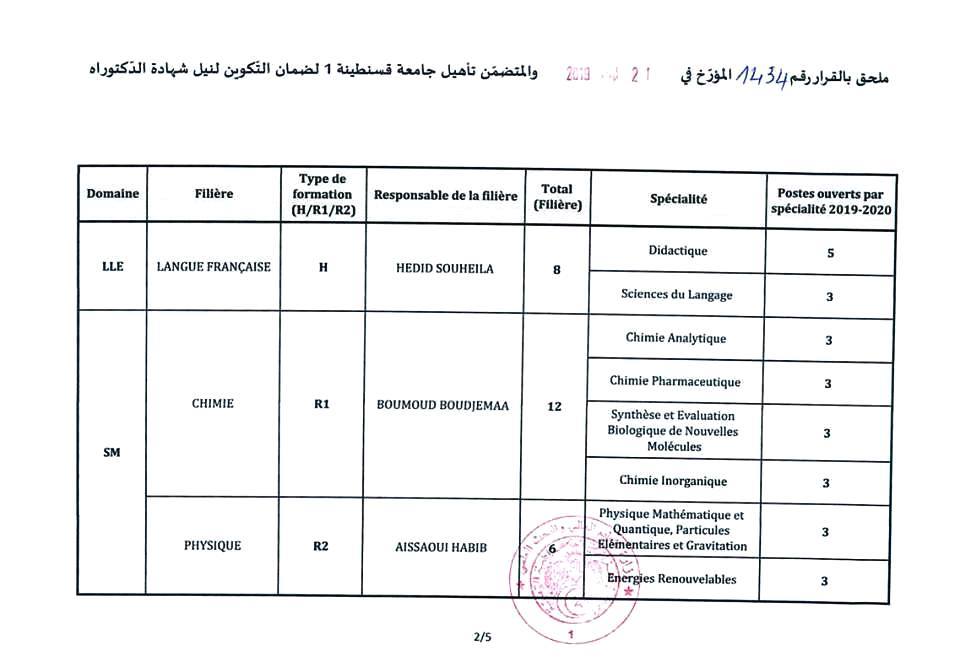 ملحق بالقرار رقم 1434 المؤرّخ في 21 2019 والمتضمّن تأهيل جامعة قسنطينة 1 لضمان التّكوين لنيل شهادة الدّكتوراه
Domaine
Filière
Type de
formation
(H/R1/R2)
Responsable de la filière
Total
(Filière)
Spécialité
Postes ouverts par
spécialité 2019-2020
LLE
LANGUE FRANÇAISE
H
HEDID SOUHEILA
8
Didactique
5
Sciences du Langage
3
SM
CHIMIE
R1
BOUMOUD BOUDJEMAA
12
Chimie Analytique
3
Chimie Pharmaceutique
3
Synthèse et Evaluation
Biologique de Nouvelles
Molécules
3
Chimie Inorganique
3
PHYSIQUE
R2
AISSAOUI HABIB
6
Physique Mathématique et
Quantique, Particules
Elémentaires et Gravitation
3
Energies Renouvelables
3
1
2/5